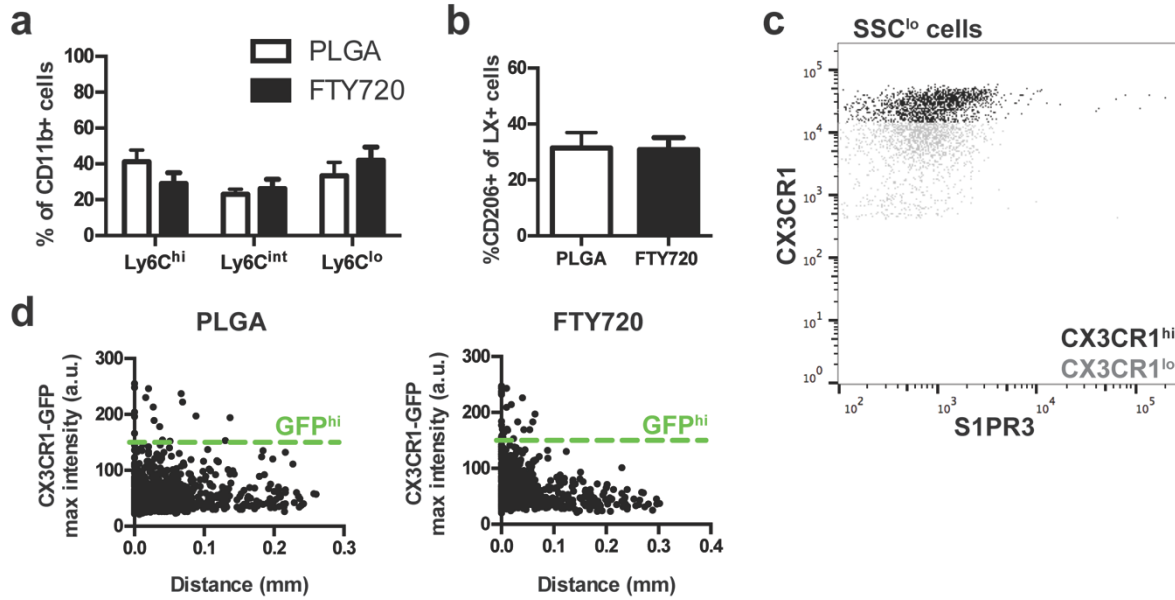 a
PLGA
FTY720
% of CD11b+ cells
100
80
60
40
20
0
Ly6Cʰⁱ
Ly6Cⁱⁿᵗ
Ly6Cˡᵒ
b
%CD206+ of LX+ cells
60
40
20
0
PLGA
FTY720
c
SSCˡᵒ cells
CX3CR1
10⁵
10⁴
10³
10²
10¹
10⁰
CX3CR1ʰⁱ
CX3CR1ˡᵒ
10² 10³ 10⁴ 10⁵
S1PR3
d
PLGA
CX3CR1-GFP
max intensity (a.u.)
300
200
100
0
GFPʰⁱ
0.0 0.1 0.2 0.3
Distance (mm)
FTY720
CX3CR1-GFP
max intensity (a.u.)
300
200
100
0
GFPʰⁱ
0.0 0.1 0.2 0.3 0.4
Distance (mm)